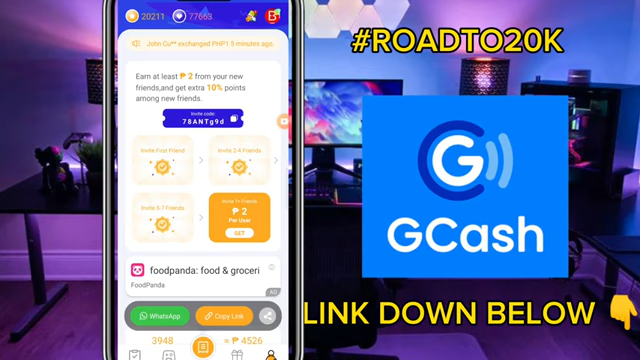 20211
77663
John Cu** exchanged PHP1 5 minutes ago.
Earn at least ₱ 2 from your new
friends,and get extra 10% points
among new friends.
Invite code:
78ANTg9d
Invite First Friend
Invite 2-4 Friends
Invite 5-7 Friends
Invite 7+ Friends
₱ 2
Per User
GET
foodpanda: food & groceri
FoodPanda
AD
WhatsApp
Copy Link
3948
≈ ₱ 4526
#ROADTO20K
G
GCash
LINK DOWN BELOW 👇